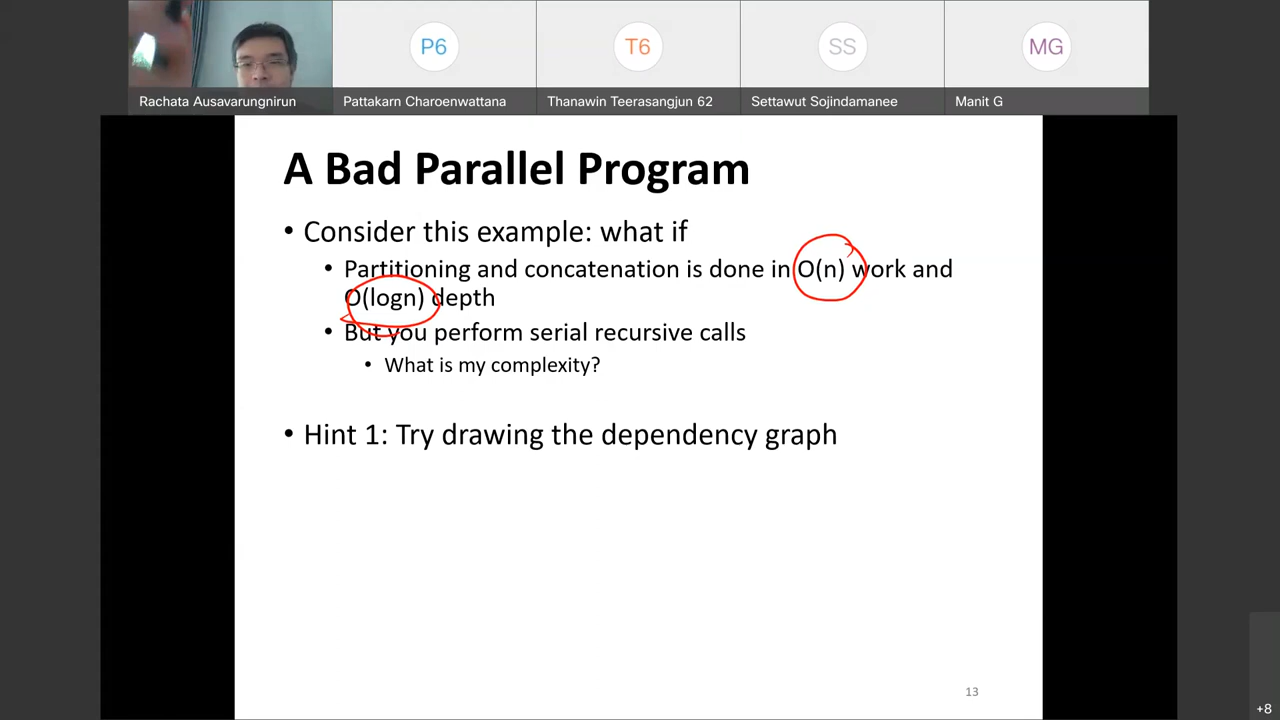 P6
T6
SS
MG
Rachata Ausavarungnirun
Pattakarn Charoenwattana
Thanawin Teerasangjun 62
Settawut Sojindamanee
Manit G
A Bad Parallel Program
• Consider this example: what if
• Partitioning and concatenation is done in O(n) work and
O(logn) depth
• But you perform serial recursive calls
• What is my complexity?
• Hint 1: Try drawing the dependency graph
13
+8